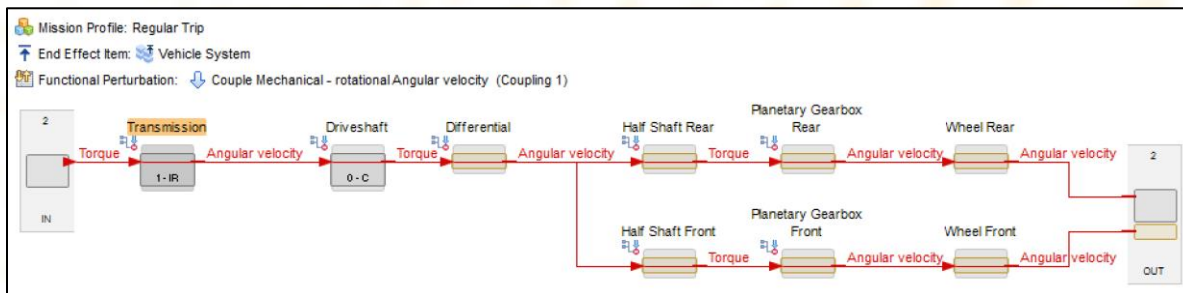 Mission Profile: Regular Trip
End Effect Item: Vehicle System
Functional Perturbation: Couple Mechanical - rotational Angular velocity (Coupling 1)
2
IN
Torque
Transmission
1 - IR
Angular velocity
Driveshaft
0 - C
Torque
Differential
Angular velocity
Half Shaft Rear
Torque
Planetary Gearbox
Rear
Angular velocity
Wheel Rear
Angular velocity
Half Shaft Front
Torque
Planetary Gearbox
Front
Angular velocity
Wheel Front
Angular velocity
2
OUT